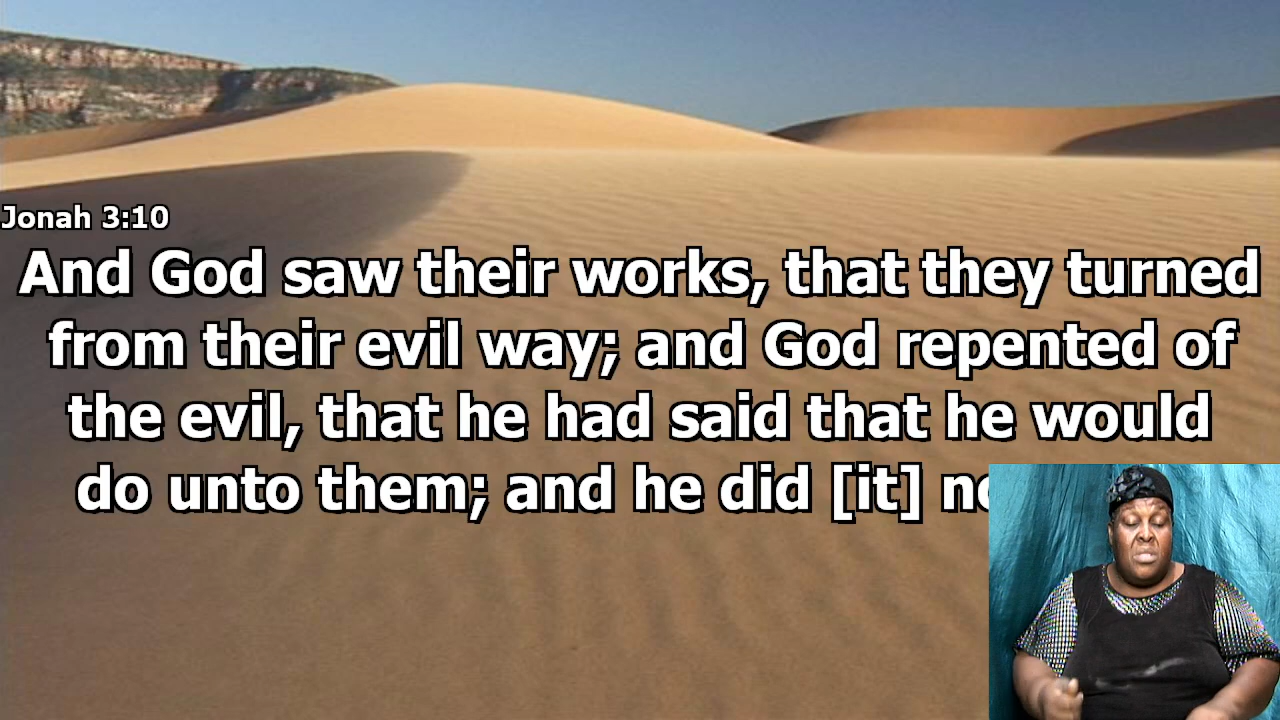 Jonah 3:10
And God saw their works, that they turned
from their evil way; and God repented of
the evil, that he had said that he would
do unto them; and he did [it]